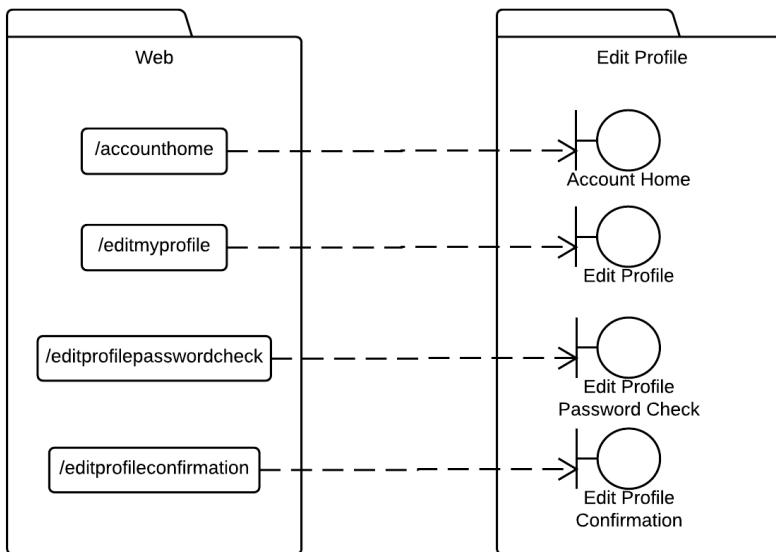 Web
Edit Profile
/accounthome
Account Home
/editmyprofile
Edit Profile
/editprofilepasswordcheck
Edit Profile
Password Check
/editprofileconfirmation
Edit Profile
Confirmation